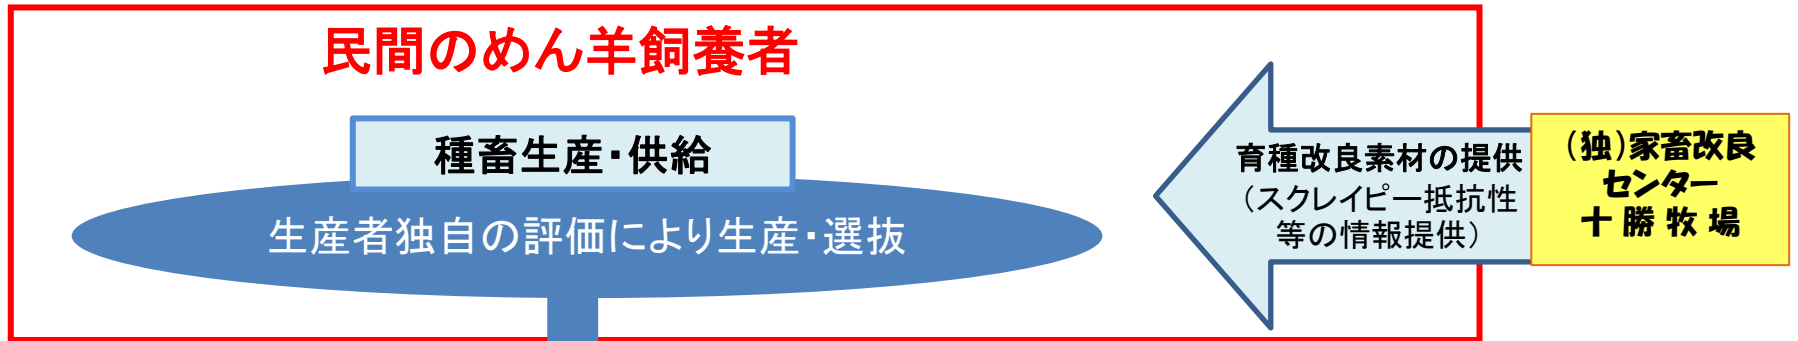 民間のめん羊飼養者
種畜生産・供給
生産者独自の評価により生産・選抜
育種改良素材の提供
（スクレイピー抵抗性
等の情報提供）
（独）家畜改良
センター
十勝牧場